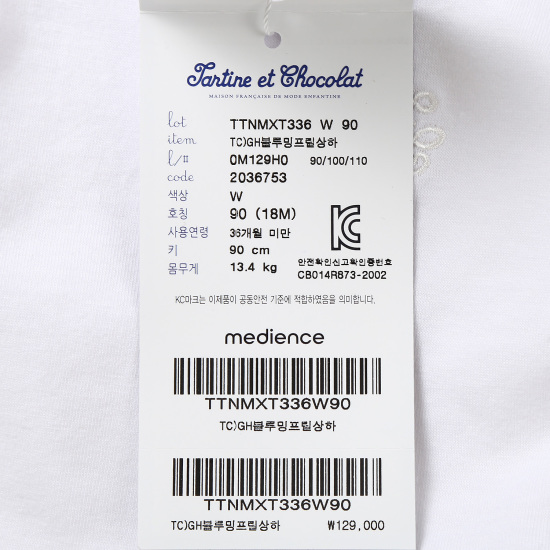 Tartine et Chocolat
MAISON FRANÇAISE DE MODE ENFANTINE
lot TTNMXT336 W 90
item TC)GH블루밍프릴상하
l/# 0M129H0 90/100/110
code 2036753
색상 W
호칭 90 (18M)
사용연령 36개월 미만
키 90 cm
몸무게 13.4 kg
안전확인신고확인증번호
CB014R873-2002
KC마크는 이제품이 공통안전 기준에 적합하였음을 의미합니다.
medience
TTNMXT336W90
TC)GH블루밍프릴상하
TTNMXT336W90
TC)GH블루밍프릴상하 ₩129,000